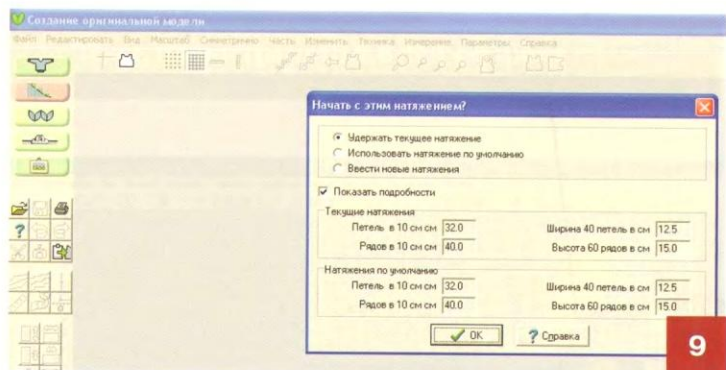 Создание оригинальной модели
Файл Редактировать Вид Масштаб Симметрично Часть Изменить Техника Измерение Параметры Справка
Начать с этим натяжением?
Удержать текущее натяжение
Использовать натяжение по умолчанию
Ввести новые натяжения
Показать подробности
Текущие натяжения
Петель в 10 см см 32.0 Ширина 40 петель в см 12.5
Рядов в 10 см см 40.0 Высота 60 рядов в см 15.0
Натяжения по умолчанию
Петель в 10 см см 32.0 Ширина 40 петель в см 12.5
Рядов в 10 см см 40.0 Высота 60 рядов в см 15.0
OK ? Справка
9